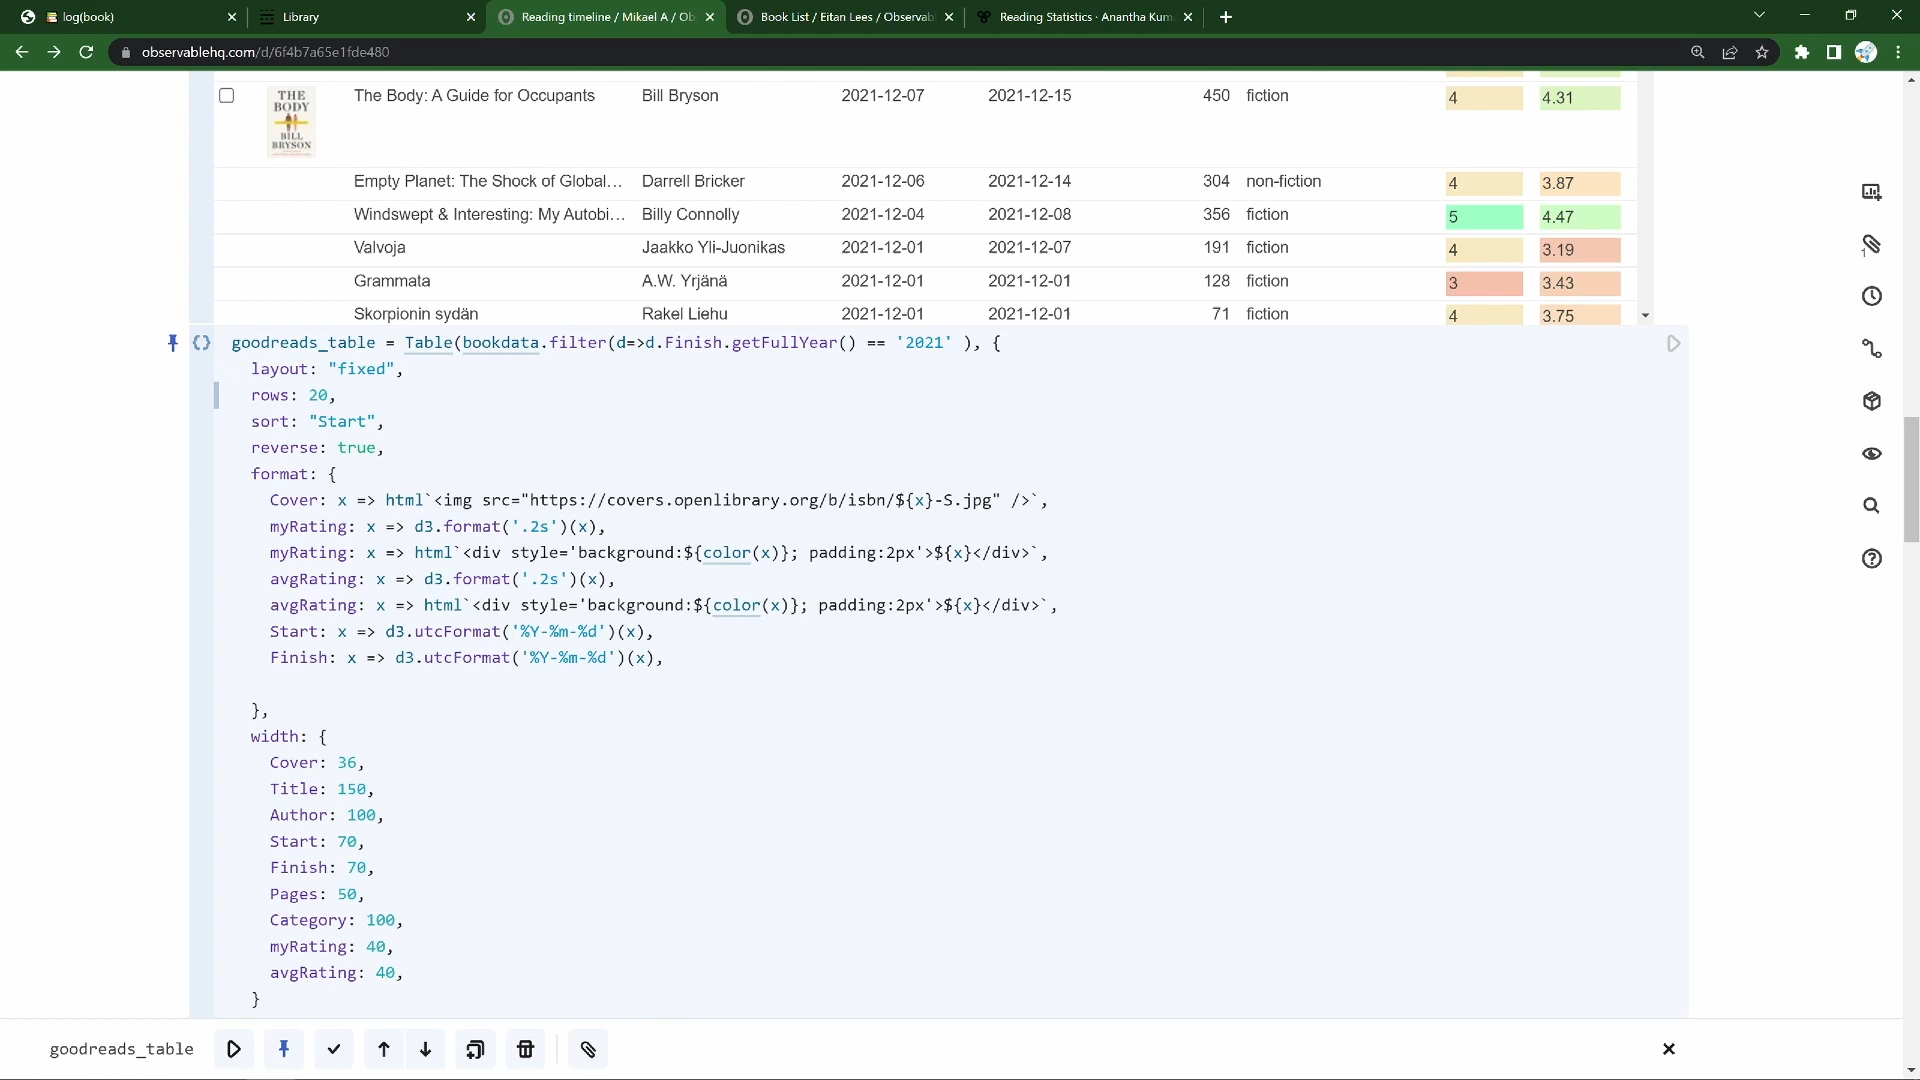 log(book)
Library
Reading timeline / Mikael A / Ob
Book List / Eitan Lees / Observab
Reading Statistics · Anantha Kum
observablehq.com/d/6f4b7a65e1fde480
THE BODY BILL BRYSON
The Body: A Guide for Occupants Bill Bryson 2021-12-07 2021-12-15 450 fiction 4 4.31
Empty Planet: The Shock of Global... Darrell Bricker 2021-12-06 2021-12-14 304 non-fiction 4 3.87
Windswept & Interesting: My Autobi... Billy Connolly 2021-12-04 2021-12-08 356 fiction 5 4.47
Valvoja Jaakko Yli-Juonikas 2021-12-01 2021-12-07 191 fiction 4 3.19
Grammata A.W. Yrjänä 2021-12-01 2021-12-01 128 fiction 3 3.43
Skorpionin sydän Rakel Liehu 2021-12-01 2021-12-01 71 fiction 4 3.75
goodreads_table = Table(bookdata.filter(d=>d.Finish.getFullYear() == '2021' ), {
layout: "fixed",
rows: 20,
sort: "Start",
reverse: true,
format: {
Cover: x => html`<img src="https://covers.openlibrary.org/b/isbn/${x}-S.jpg" />`,
myRating: x => d3.format('.2s')(x),
myRating: x => html`<div style='background:${color(x)}; padding:2px'>${x}</div>`,
avgRating: x => d3.format('.2s')(x),
avgRating: x => html`<div style='background:${color(x)}; padding:2px'>${x}</div>`,
Start: x => d3.utcFormat('%Y-%m-%d')(x),
Finish: x => d3.utcFormat('%Y-%m-%d')(x),
},
width: {
Cover: 36,
Title: 150,
Author: 100,
Start: 70,
Finish: 70,
Pages: 50,
Category: 100,
myRating: 40,
avgRating: 40,
}
goodreads_table